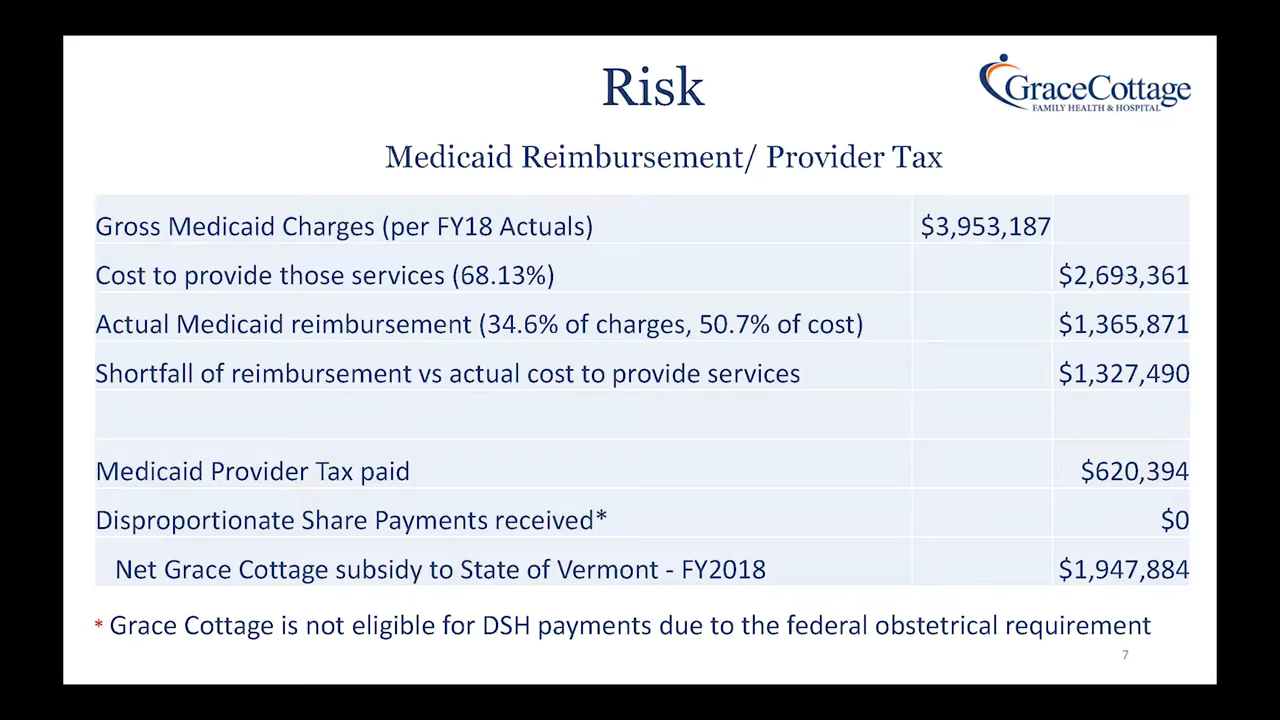 Risk
GraceCottage
FAMILY HEALTH & HOSPITAL
Medicaid Reimbursement/ Provider Tax
Gross Medicaid Charges (per FY18 Actuals) $3,953,187
Cost to provide those services (68.13%) $2,693,361
Actual Medicaid reimbursement (34.6% of charges, 50.7% of cost) $1,365,871
Shortfall of reimbursement vs actual cost to provide services $1,327,490
Medicaid Provider Tax paid $620,394
Disproportionate Share Payments received* $0
Net Grace Cottage subsidy to State of Vermont - FY2018 $1,947,884
* Grace Cottage is not eligible for DSH payments due to the federal obstetrical requirement
7